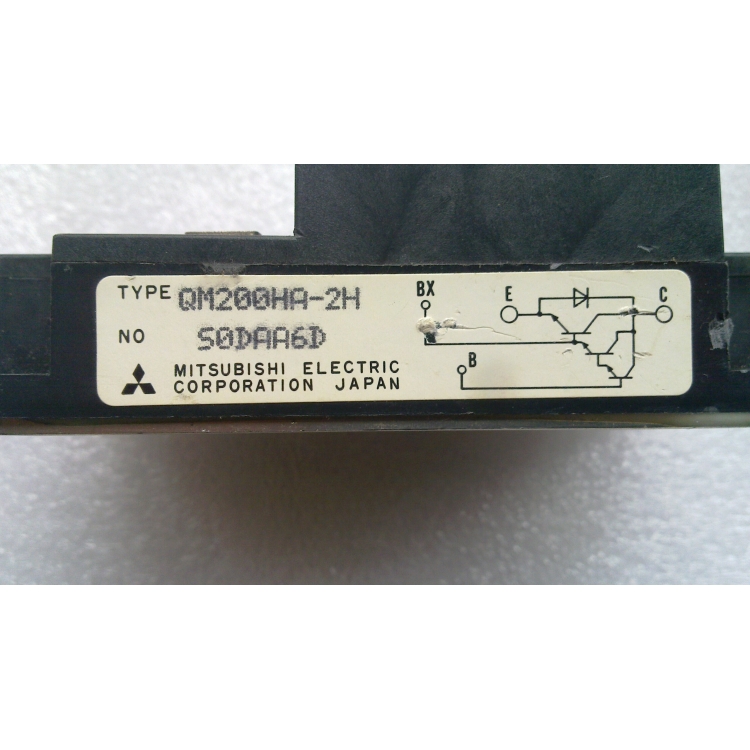 TYPE QM200HA-2H
NO S0DAA6D
MITSUBISHI ELECTRIC
CORPORATION JAPAN
BX
E
C
B